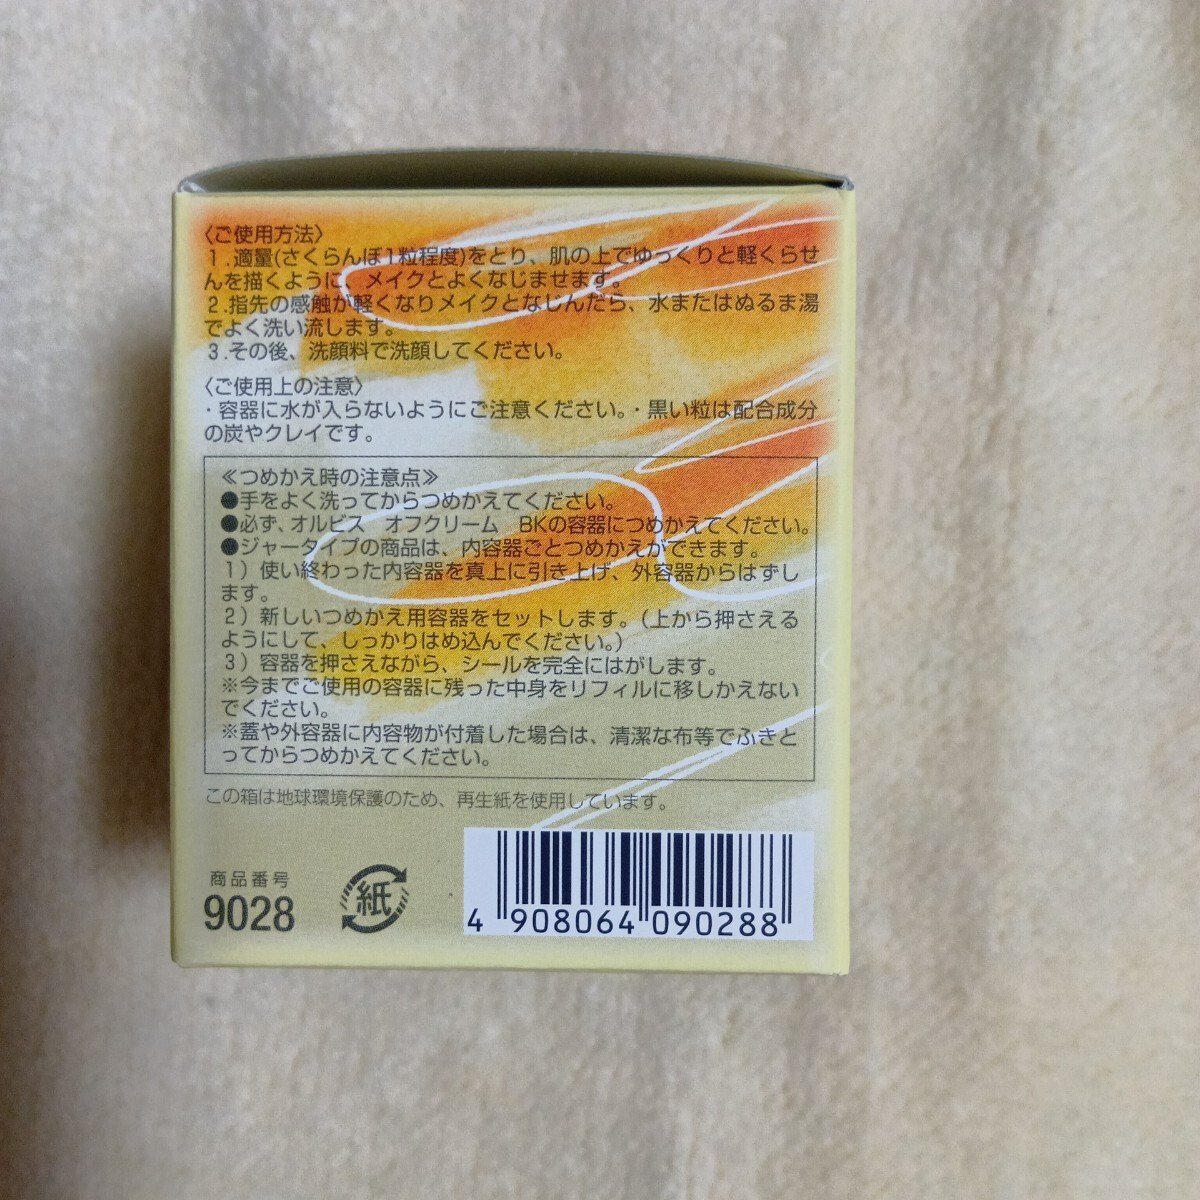 〈ご使用方法〉
1.適量(さくらんぼ1粒程度)をとり、肌の上でゆっくりと軽くらせ
んを描くように、メイクとよくなじませます。
2.指先の感触が軽くなりメイクとなじんだら、水またはぬるま湯
でよく洗い流します。
3.その後、洗顔料で洗顔してください。
〈ご使用上の注意〉
・容器に水が入らないようにご注意ください。・黒い粒は配合成分
の炭やクレイです。
≪つめかえ時の注意点≫
●手をよく洗ってからつめかえてください。
●必ず、オルビス　オフクリーム　BKの容器につめかえてください。
●ジャータイプの商品は、内容器ごとつめかえができます。
1）使い終わった内容器を真上に引き上げ、外容器からはずし
ます。
2）新しいつめかえ用容器をセットします。（上から押さえる
ようにして、しっかりはめ込んでください。）
3）容器を押さえながら、シールを完全にはがします。
※今までご使用の容器に残った中身をリフィルに移しかえない
でください。
※蓋や外容器に内容物が付着した場合は、清潔な布等でふきと
ってからつめかえてください。
この箱は地球環境保護のため、再生紙を使用しています。
商品番号
9028
紙
4 908064 090288